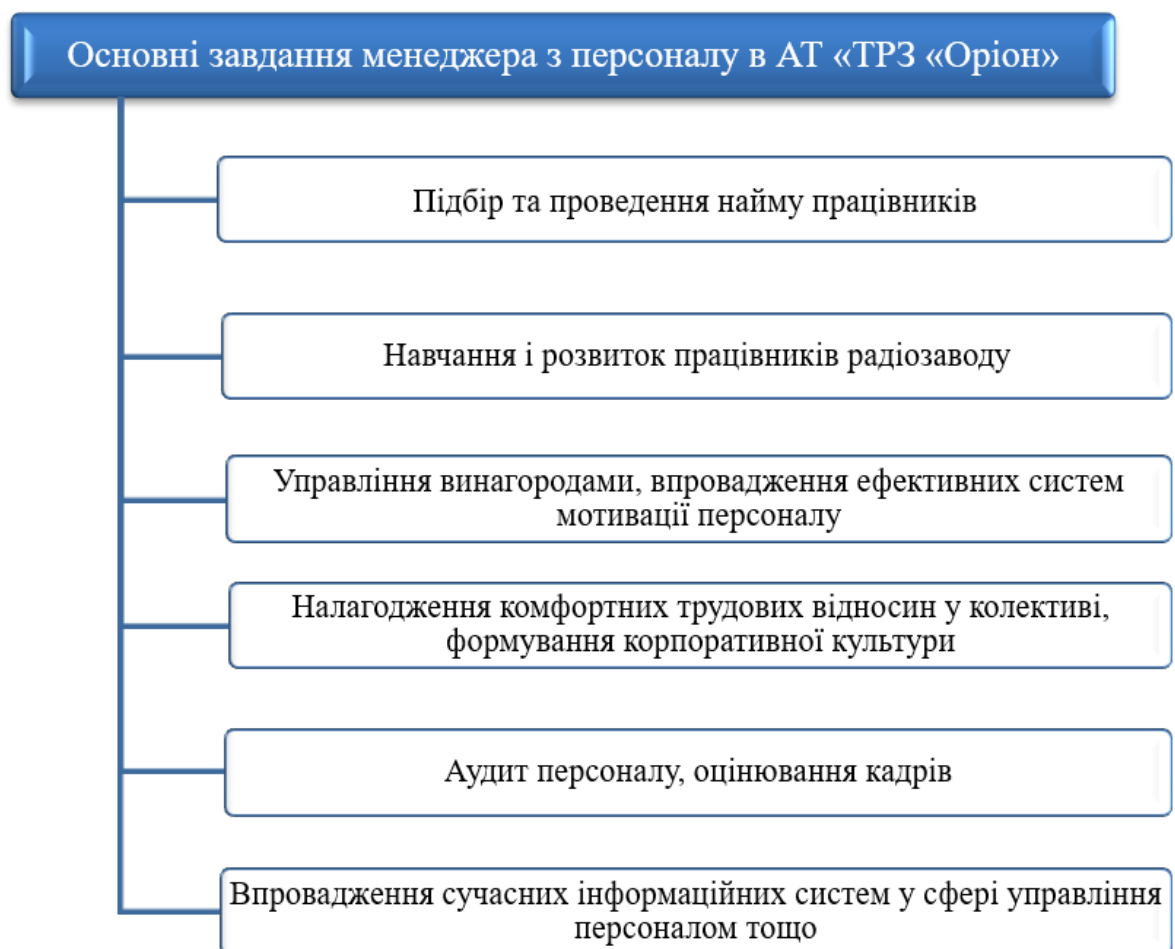 Основні завдання менеджера з персоналу в АТ «ТРЗ «Оріон»
Підбір та проведення найму працівників
Навчання і розвиток працівників радіозаводу
Управління винагородами, впровадження ефективних систем
мотивації персоналу
Налагодження комфортних трудових відносин у колективі,
формування корпоративної культури
Аудит персоналу, оцінювання кадрів
Впровадження сучасних інформаційних систем у сфері управління
персоналом тощо